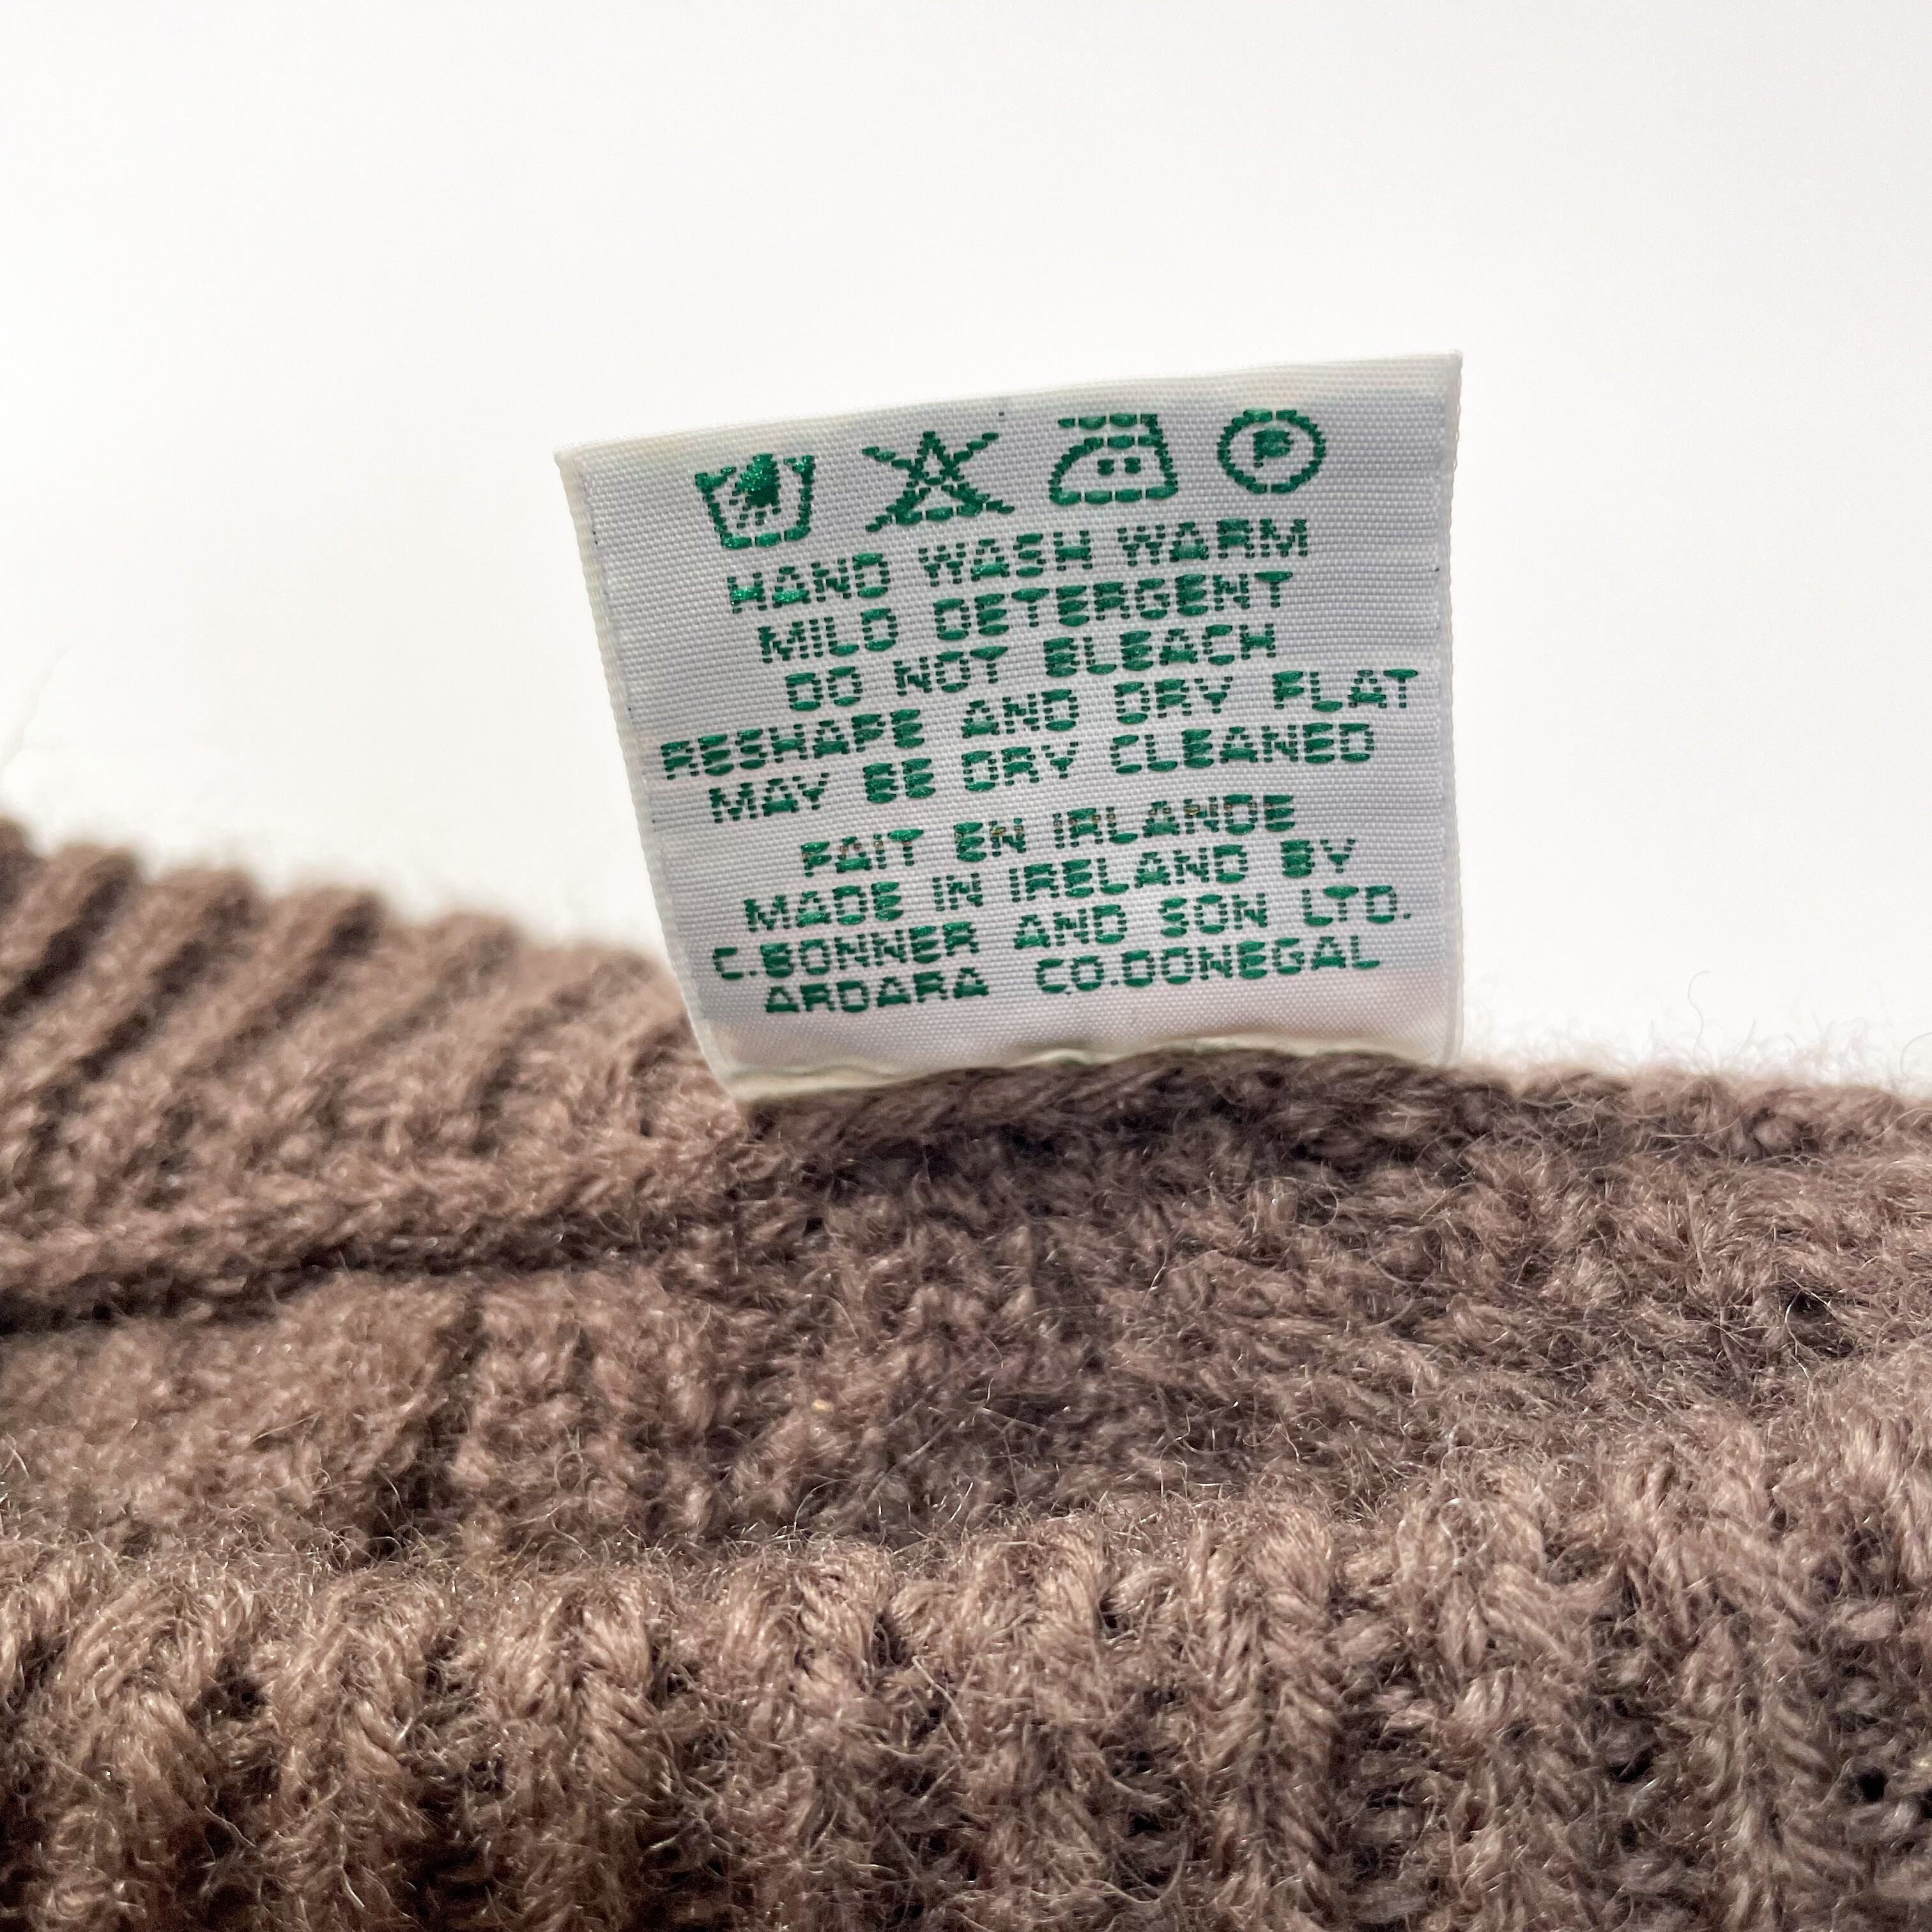 P
HAND WASH WARM
MILD DETERGENT
DO NOT BLEACH
RESHAPE AND DRY FLAT
MAY BE DRY CLEANED
FAIT EN IRLANDE
MADE IN IRELAND BY
C.BONNER AND SON LTD.
ARDARA CO.DONEGAL